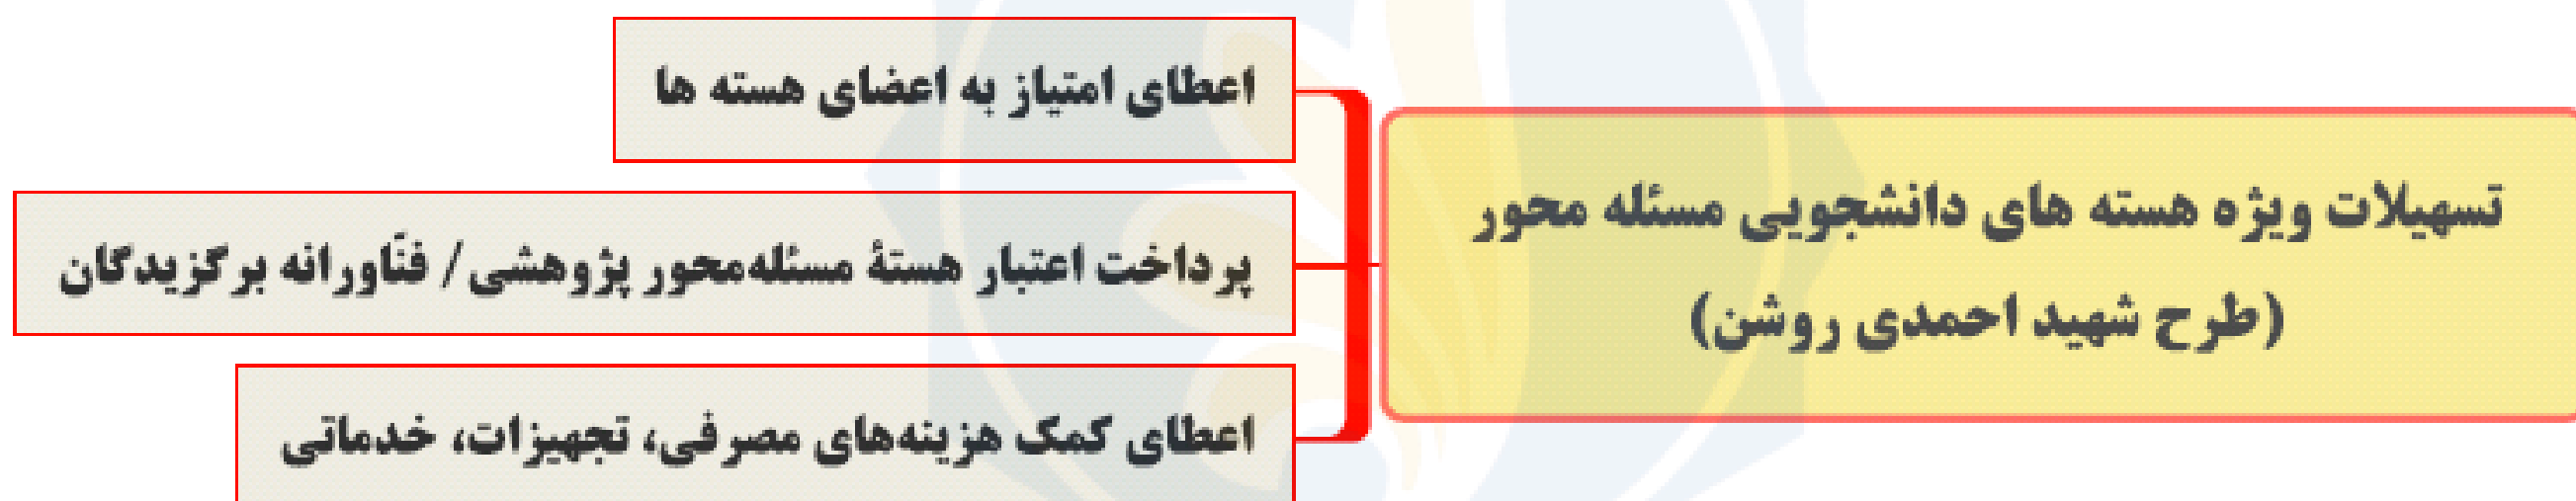 تسهیلات ویژه هسته های دانشجویی مسئله محور
(طرح شهید احمدی روشن)
اعطای امتیاز به اعضای هسته ها
پرداخت اعتبار هستهٔ مسئله‌محور پژوهشی/ فنّاورانه برگزیدگان
اعطای کمک هزینه‌های مصرفی، تجهیزات، خدماتی